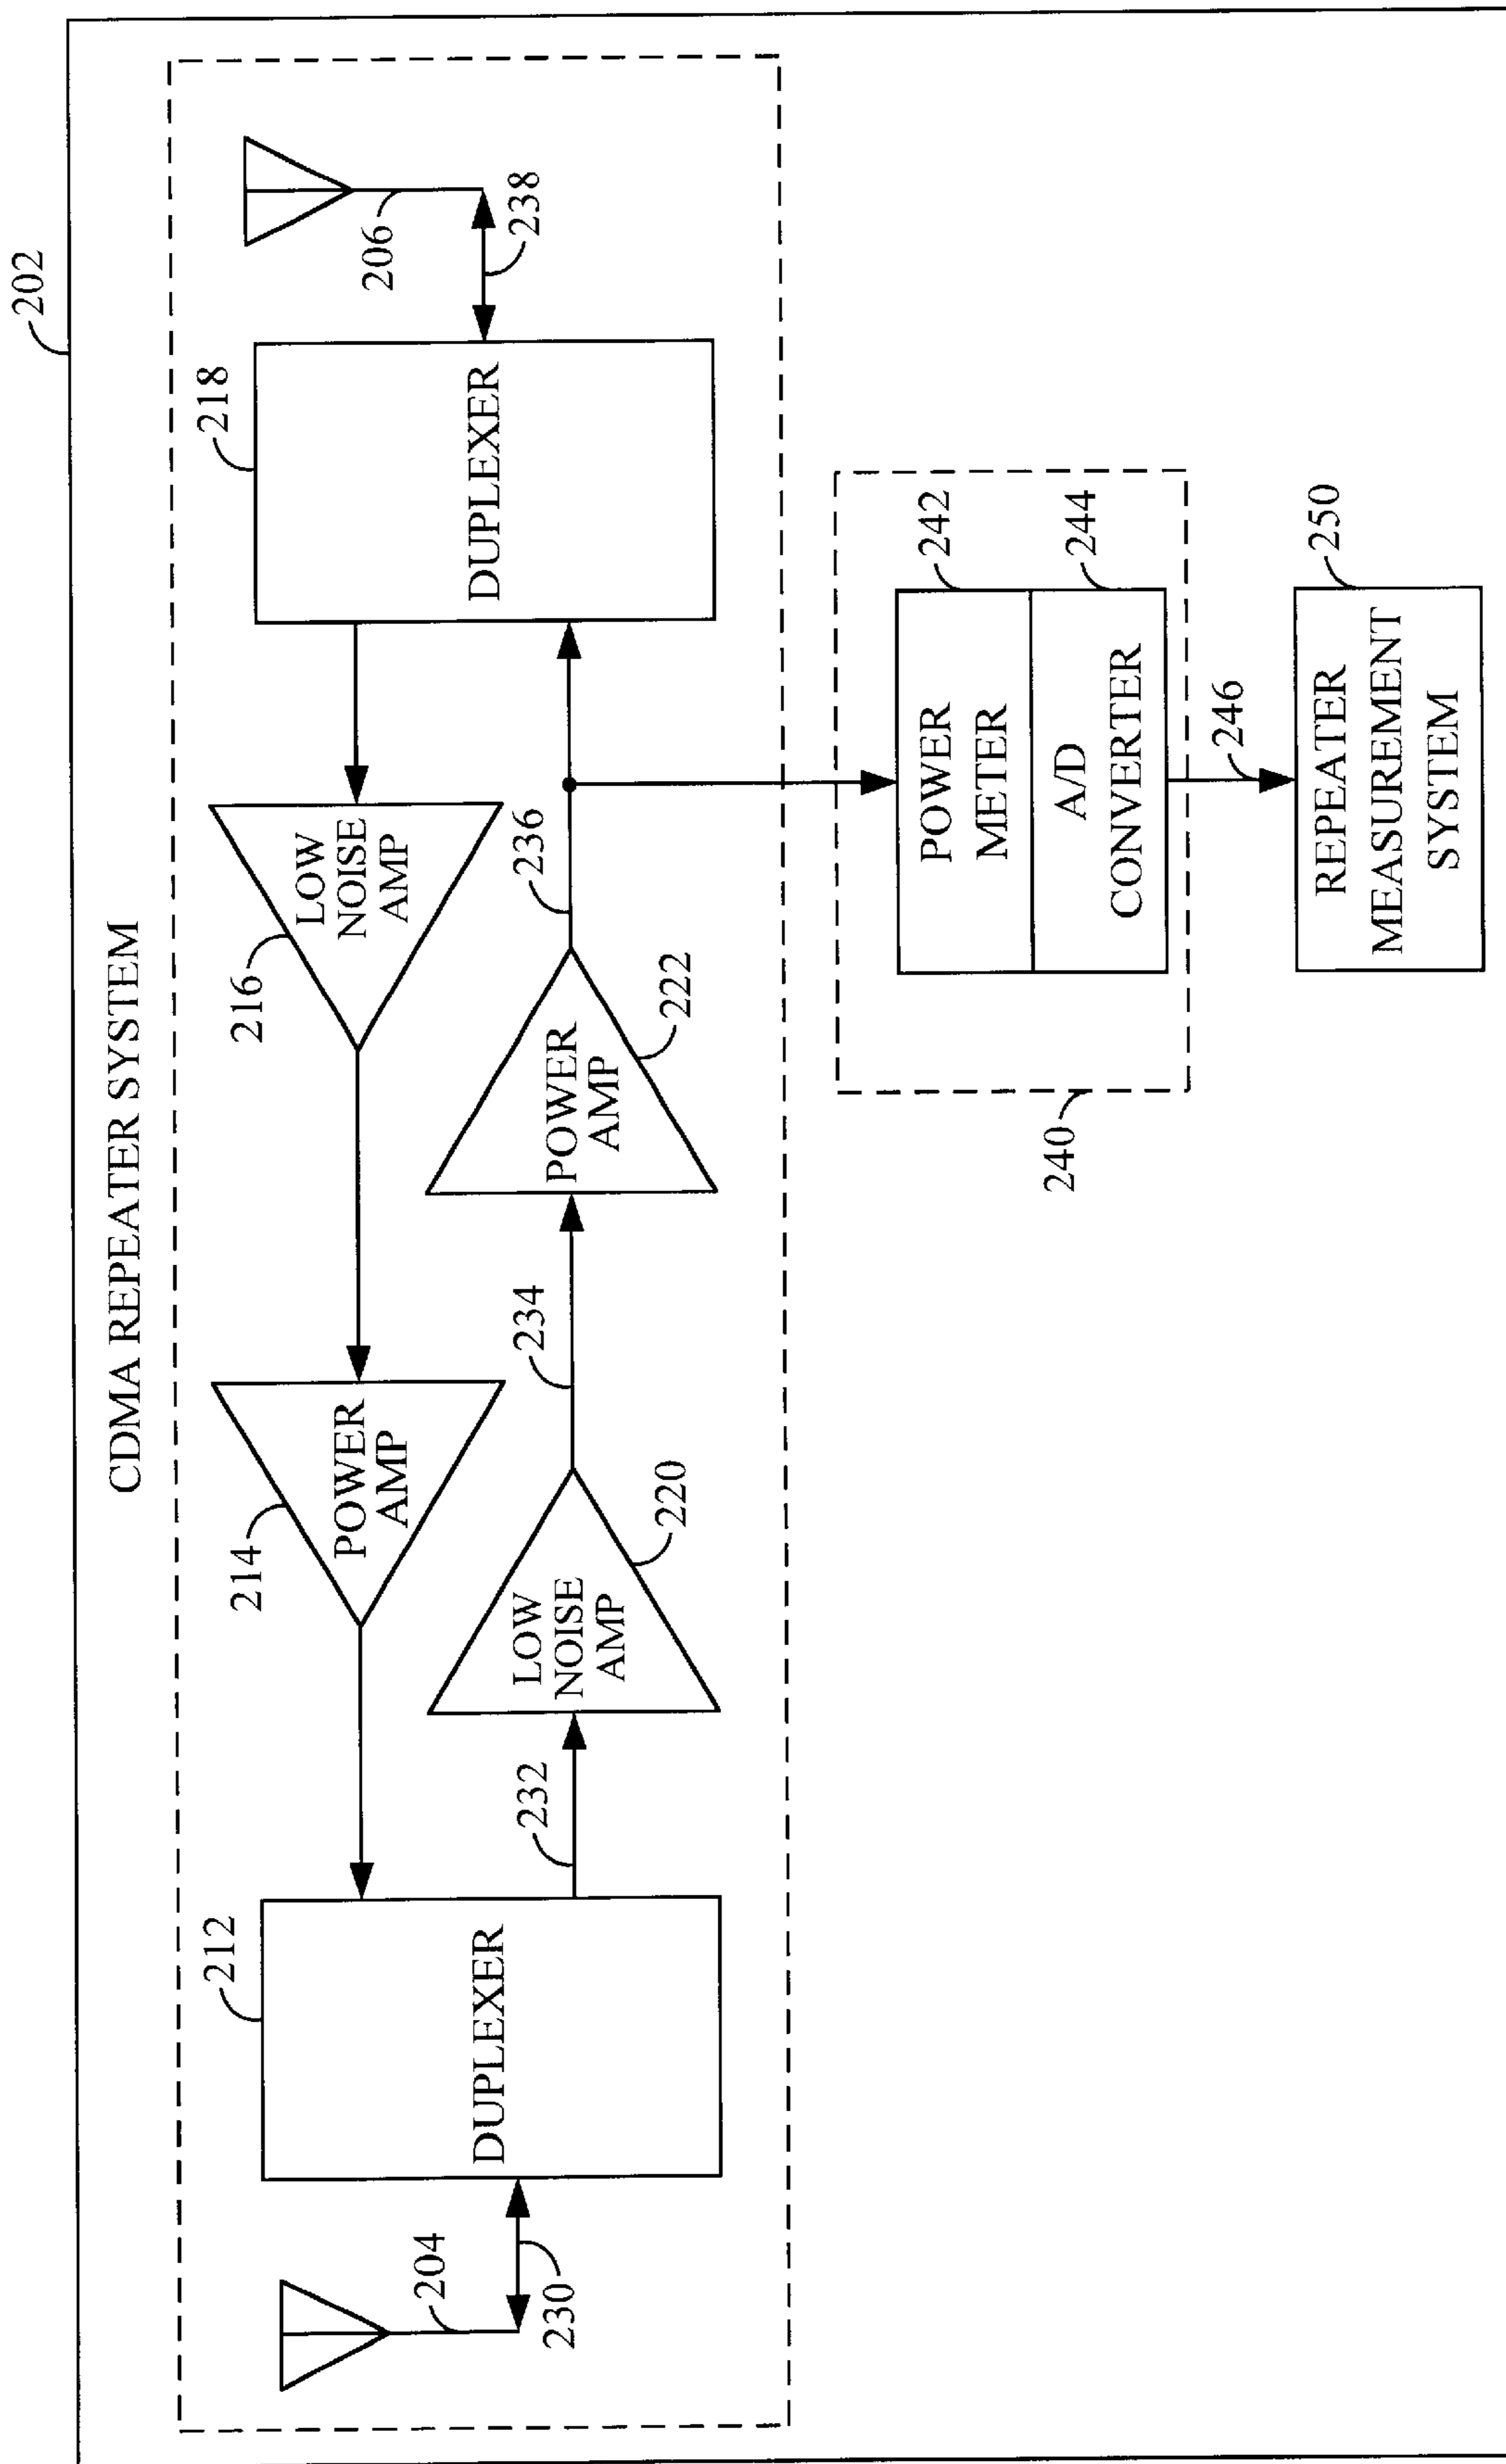 202
CDMA REPEATER SYSTEM
212
214
216
218
DUPLEXER
POWER
AMP
LOW
NOISE
AMP
DUPLEXER
204
230
232
LOW
NOISE
AMP
220
234
POWER
AMP
222
236
206
238
240
POWER
METER
242
A/D
CONVERTER
244
246
REPEATER
MEASUREMENT
SYSTEM
250